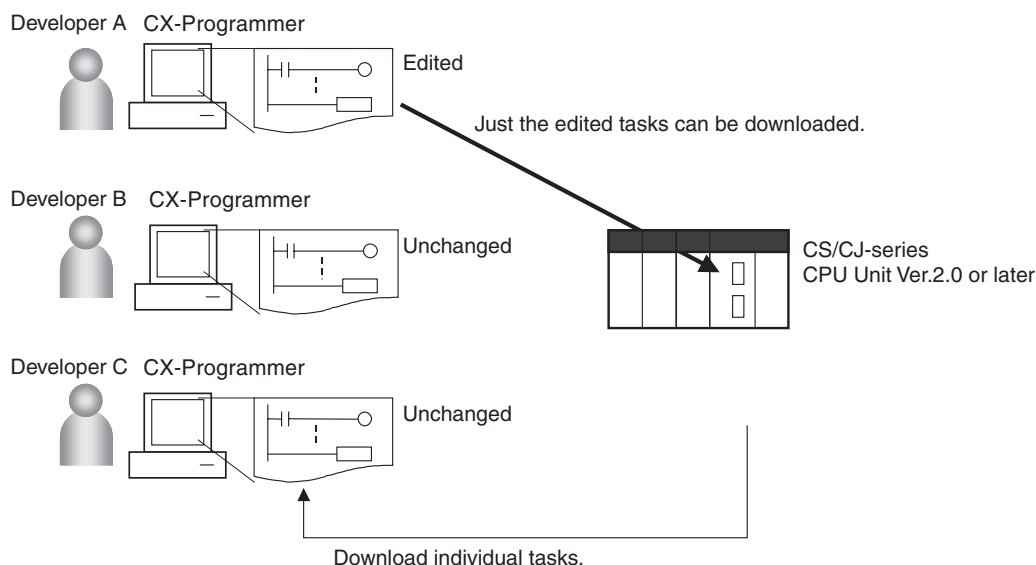 Developer A CX-Programmer
Edited
Just the edited tasks can be downloaded.
Developer B CX-Programmer
Unchanged
CS/CJ-series
CPU Unit Ver.2.0 or later
Developer C CX-Programmer
Unchanged
Download individual tasks.